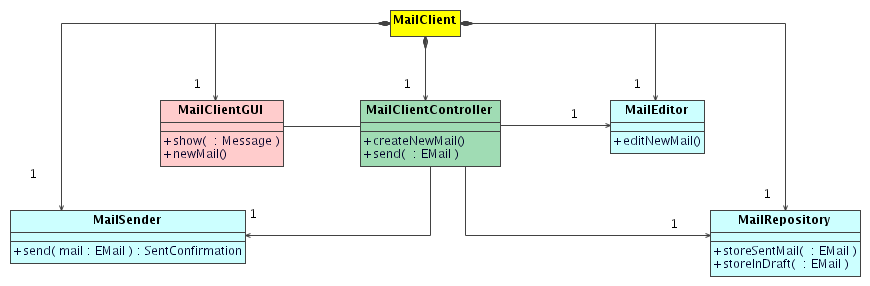 MailClient
1
1
1
MailClientGUI
+show( : Message )
+newMail()
MailClientController
+createNewMail()
+send( : EMail )
1
MailEditor
+editNewMail()
1
1
MailSender
+send( mail : EMail ) : SentConfirmation
1
1
MailRepository
+storeSentMail( : EMail )
+storeInDraft( : EMail )